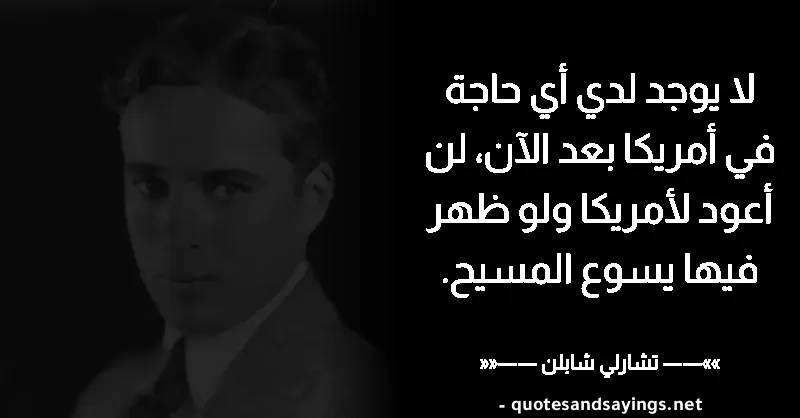 لا يوجد لدي أي حاجة
في أمريكا بعد الآن، لن
أعود لأمريكا ولو ظهر
فيها يسوع المسيح.
»»—— تشارلي شابلن ——««
- quotesandsayings.net